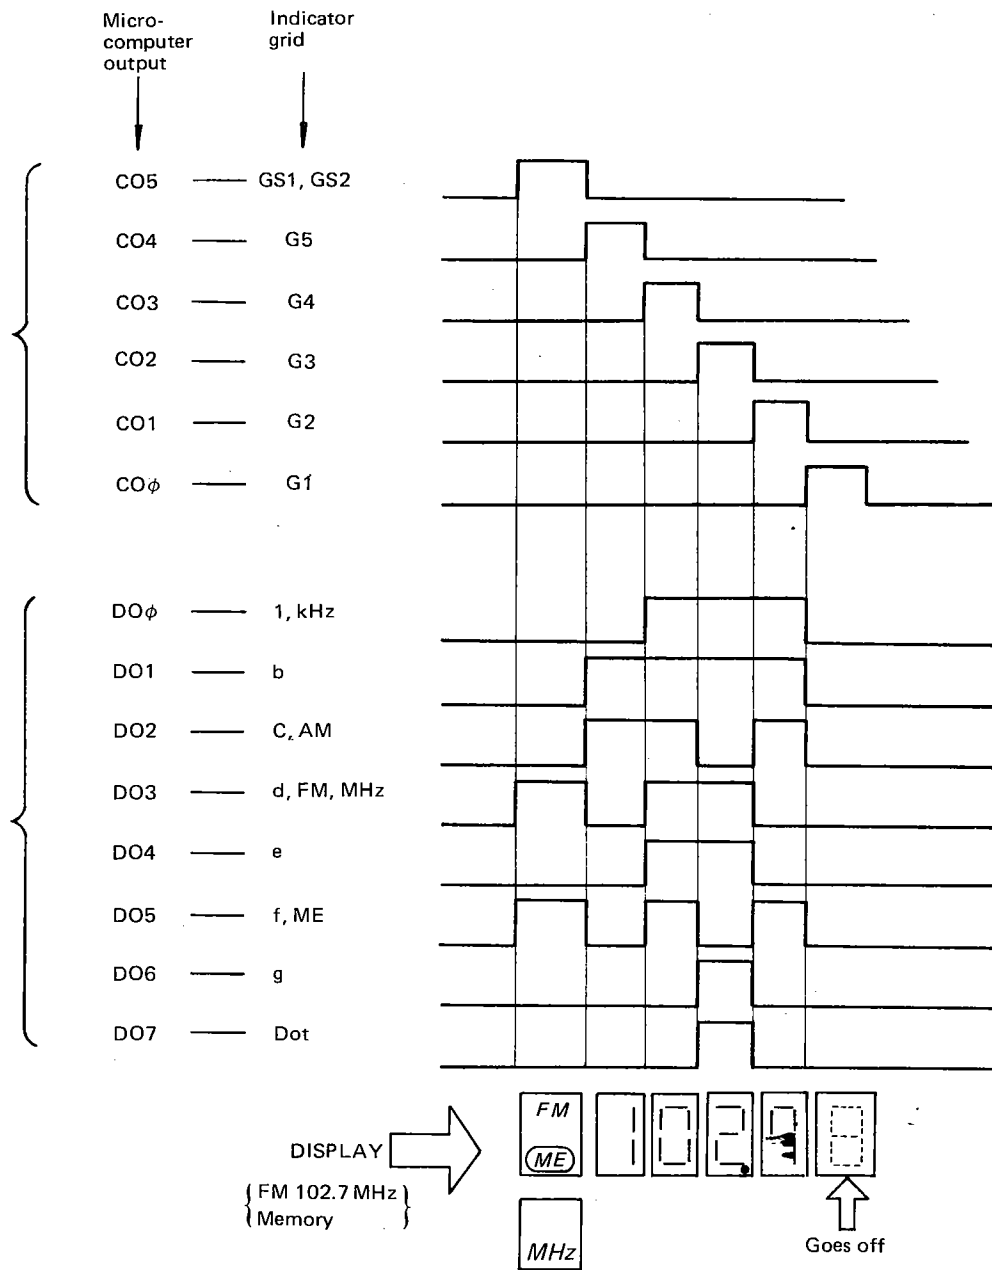 Micro-
computer
output
Indicator
grid
CO5 GS1, GS2
CO4 G5
CO3 G4
CO2 G3
CO1 G2
COφ G1
DOφ 1, kHz
DO1 b
DO2 C, AM
DO3 d, FM, MHz
DO4 e
DO5 f, ME
DO6 g
DO7 Dot
DISPLAY
FM 102.7 MHz
Memory
FM
ME
102.
MHz
Goes off